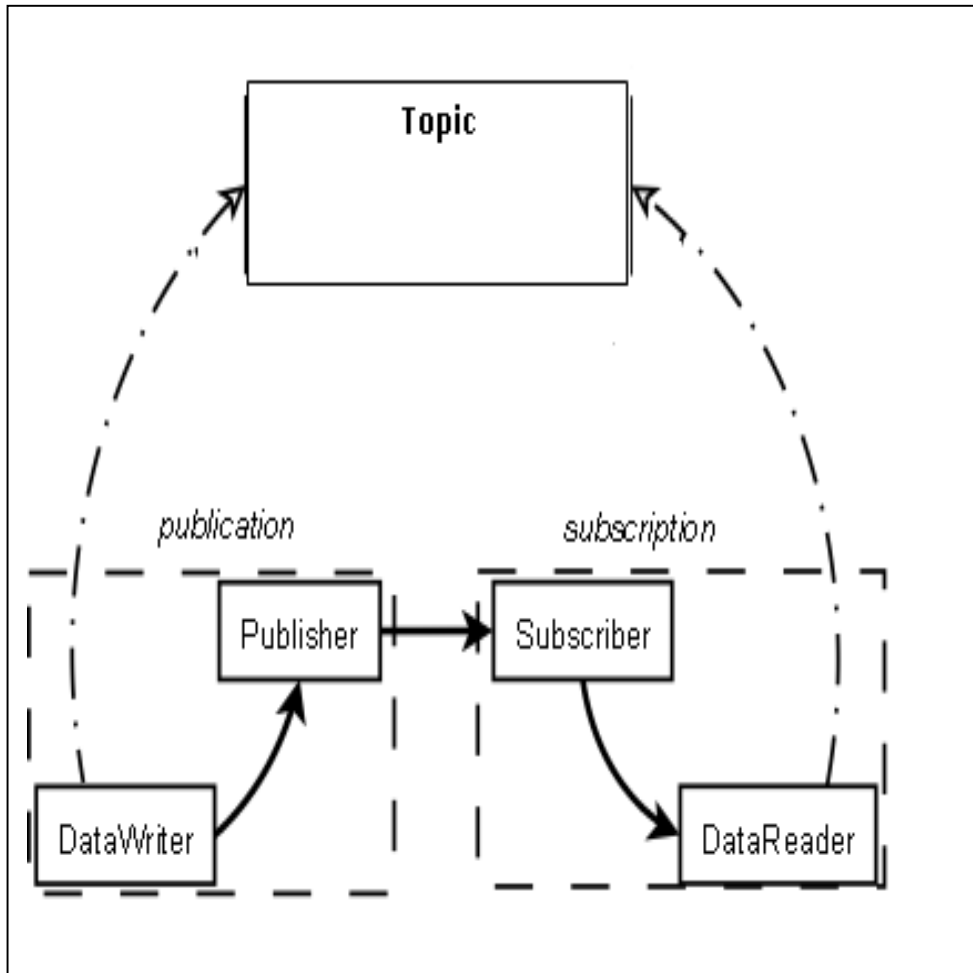 Topic
publication
subscription
Publisher
Subscriber
DataWriter
DataReader